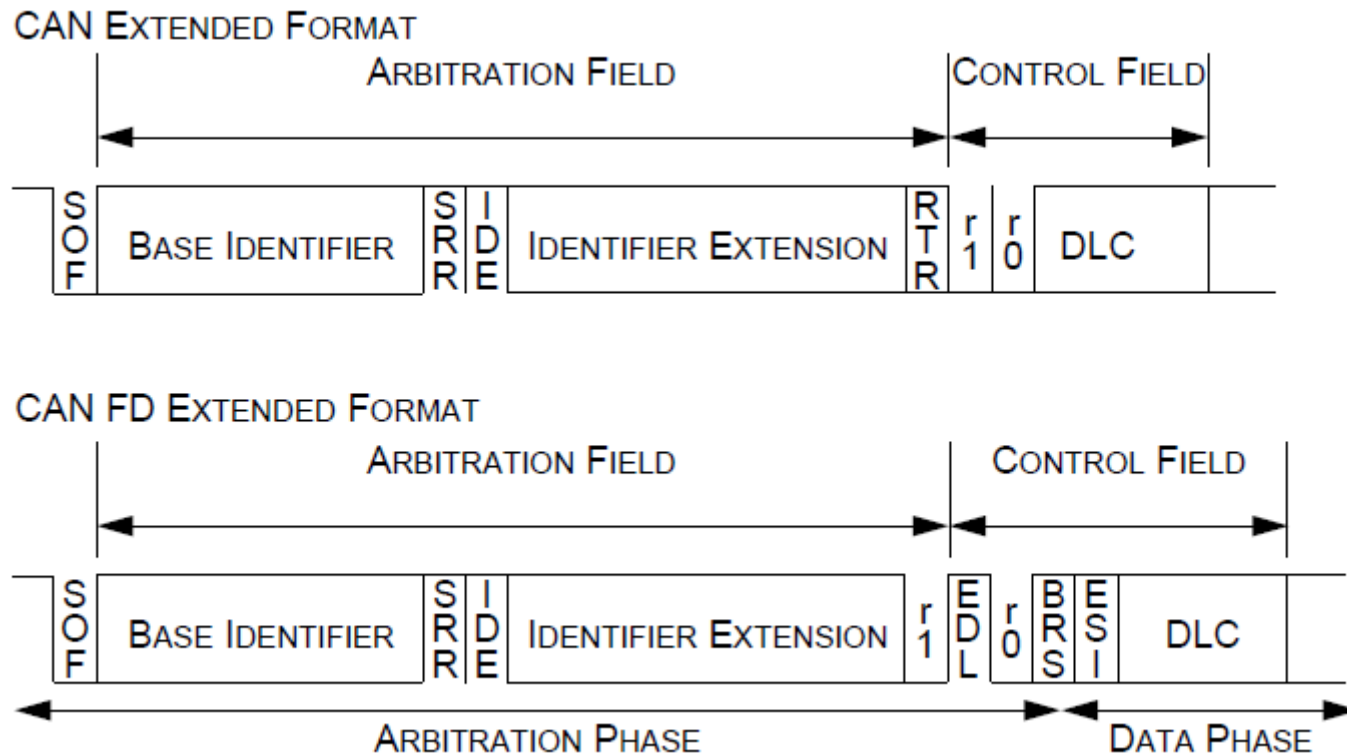 CAN EXTENDED FORMAT
ARBITRATION FIELD CONTROL FIELD
SOF BASE IDENTIFIER SRR IDE IDENTIFIER EXTENSION RTR r1 r0 DLC
CAN FD EXTENDED FORMAT
ARBITRATION FIELD CONTROL FIELD
SOF BASE IDENTIFIER SRR IDE IDENTIFIER EXTENSION r1 EDL r0 BRS ESI DLC
ARBITRATION PHASE DATA PHASE